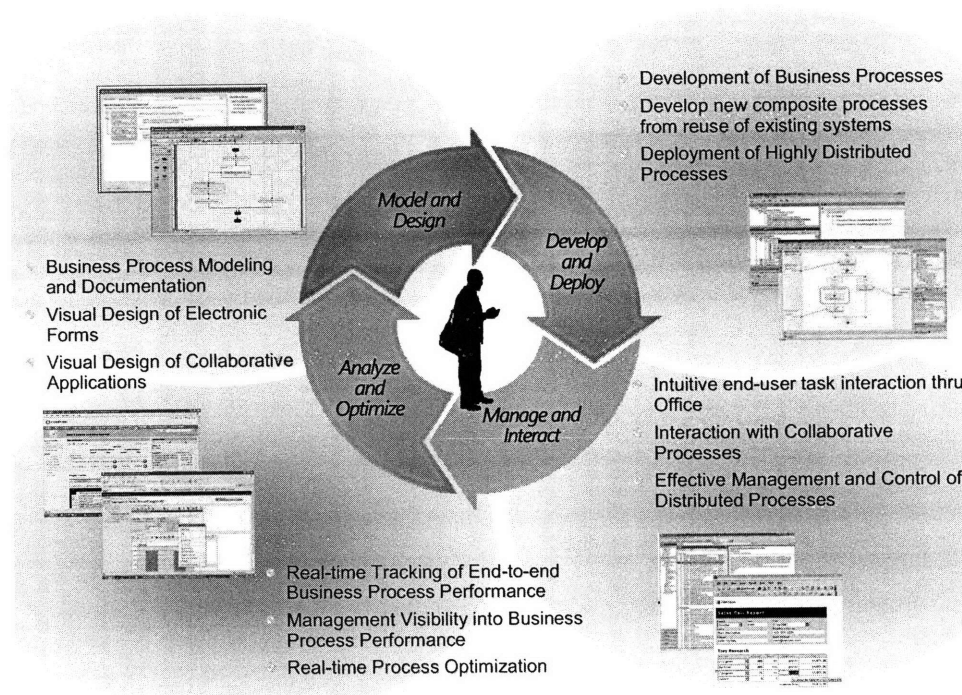 Model and
Design
Business Process Modeling
and Documentation
Visual Design of Electronic
Forms
Visual Design of Collaborative
Applications
Development of Business Processes
Develop new composite processes
from reuse of existing systems
Deployment of Highly Distributed
Processes
Develop
and
Deploy
Intuitive end-user task interaction thru
Office
Interaction with Collaborative
Processes
Effective Management and Control of
Distributed Processes
Manage and
Interact
Analyze
and
Optimize
Real-time Tracking of End-to-end
Business Process Performance
Management Visibility into Business
Process Performance
Real-time Process Optimization